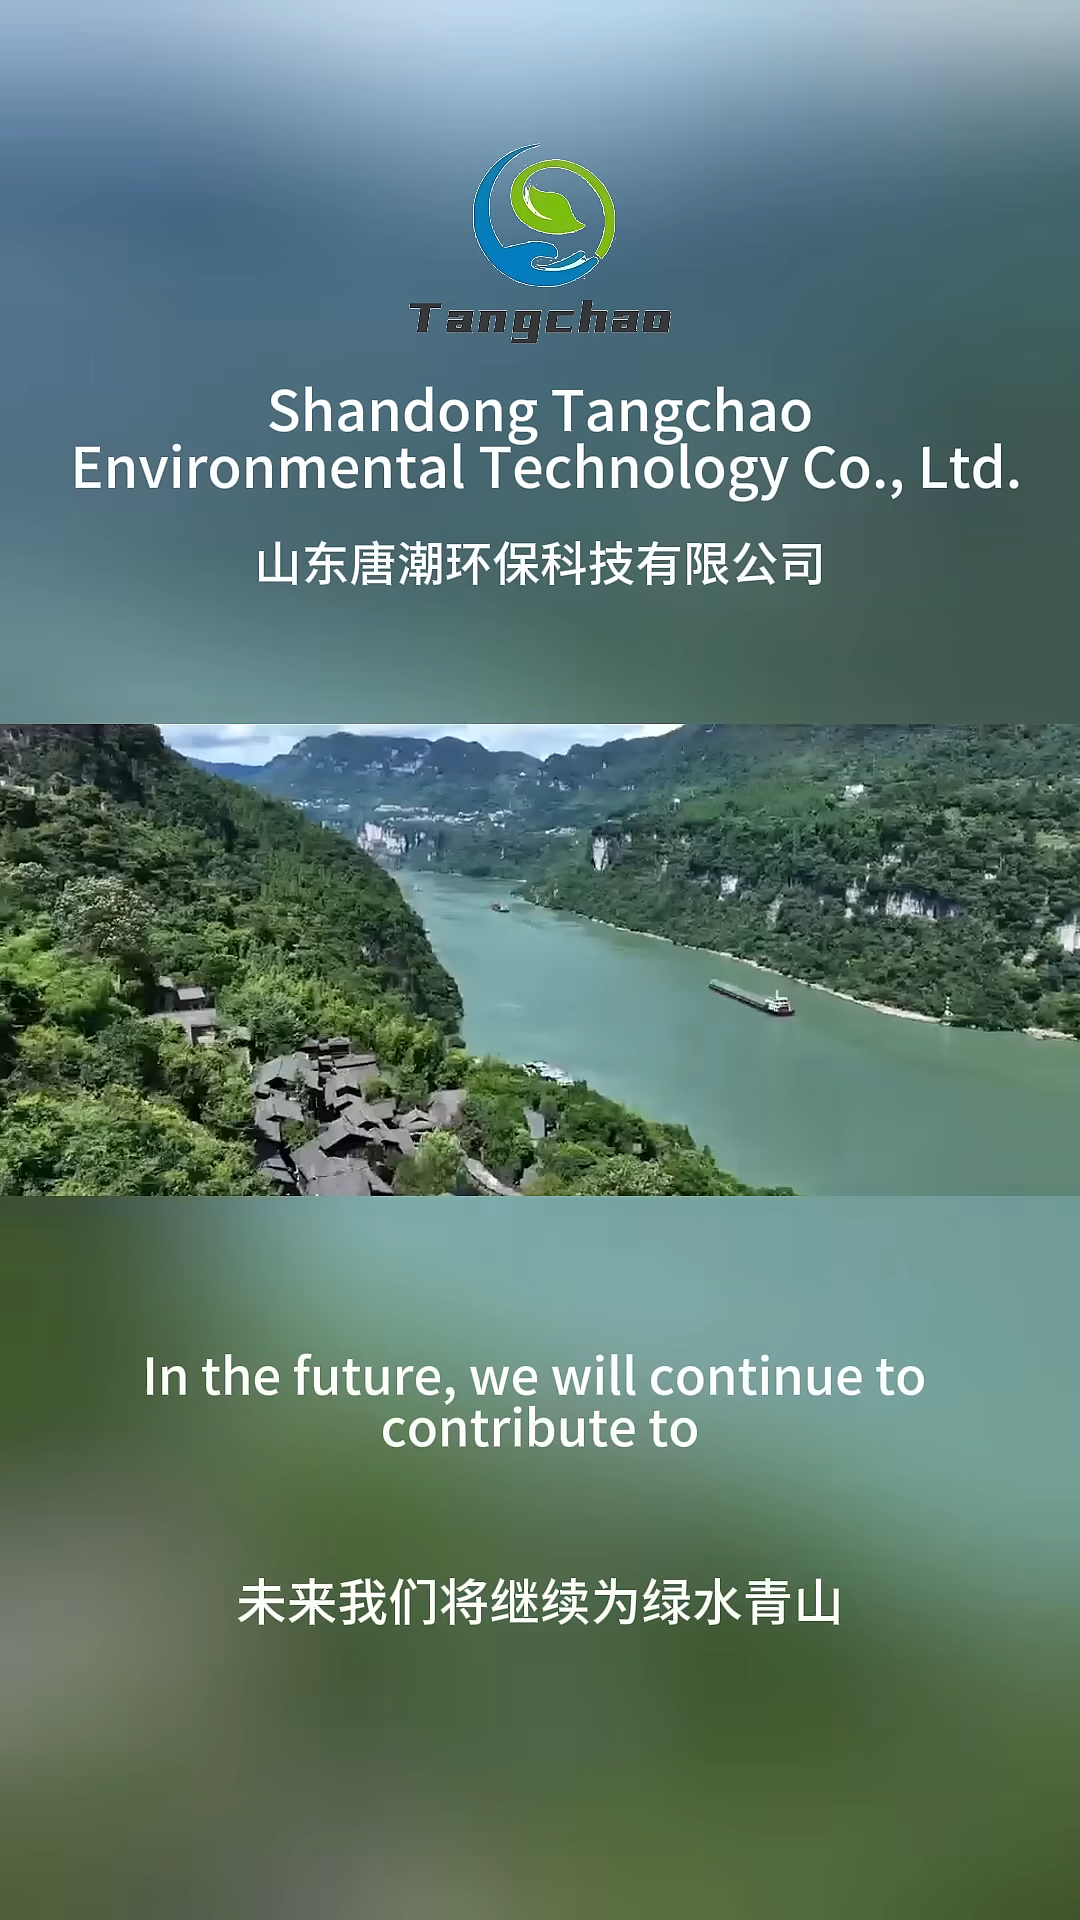 Tangchao
Shandong Tangchao
Environmental Technology Co., Ltd.
山东唐潮环保科技有限公司
In the future, we will continue to
contribute to
未来我们将继续为绿水青山